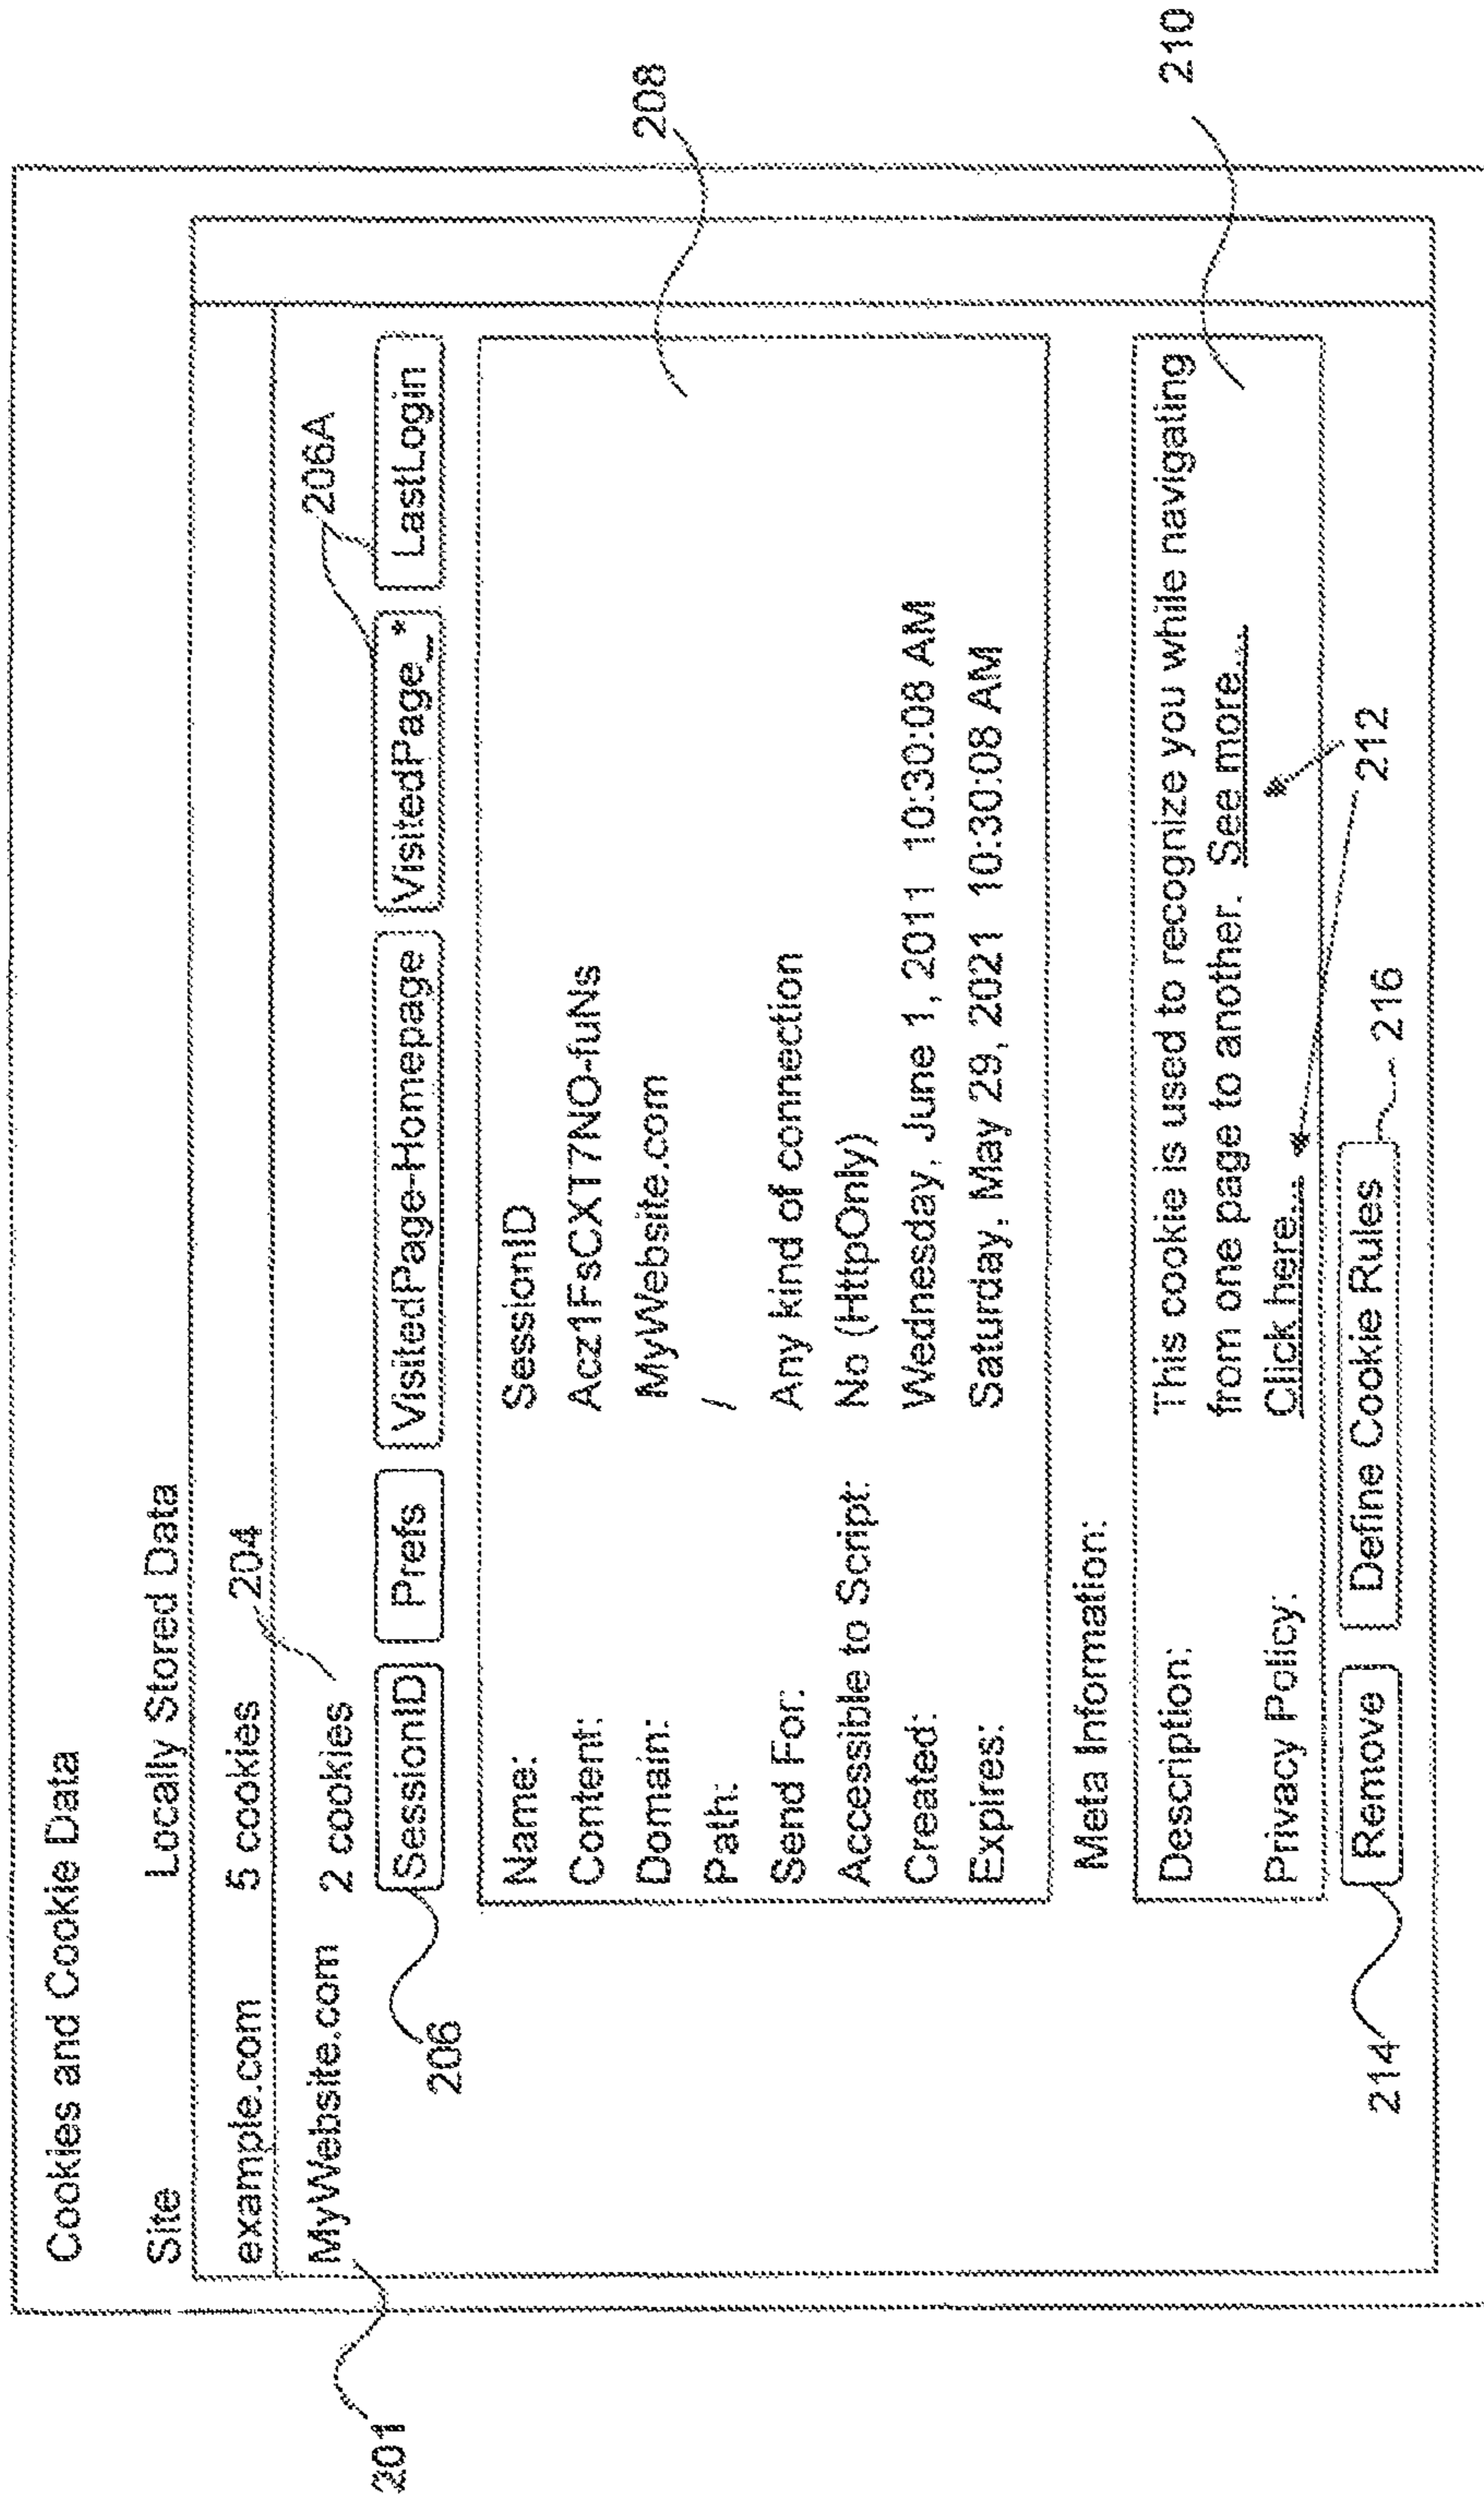 Cookies and Cookie Data
Site Locally Stored Data
example.com 5 cookies 204
MyWebsite.com 2 cookies
201
206A
SessionID Prefs VisitedPage-Homepage VisitedPage_* LastLogin
206
208
Name: SessionID
Content: Acz1FsCXT7NO-fuNs
Domain: MyWebsite.com
Path: /
Send For: Any kind of connection
Accessible to Script: No (HttpOnly)
Created: Wednesday, June 1, 2011 10:30:08 AM
Expires: Saturday, May 29, 2021 10:30:08 AM
Meta Information:
210
Description: This cookie is used to recognize you while navigating
from one page to another. See more...
Privacy Policy: Click here...
212
Remove Define Cookie Rules 216
214